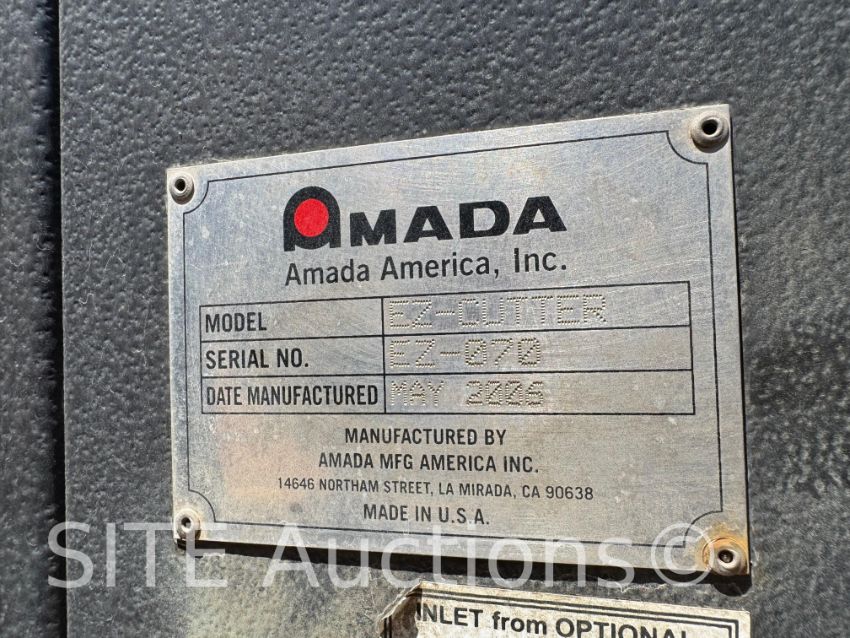 AMADA
Amada America, Inc.
MODEL EZ-CUTTER
SERIAL NO. EZ-070
DATE MANUFACTURED MAY 2006
MANUFACTURED BY
AMADA MFG AMERICA INC.
14646 NORTHAM STREET, LA MIRADA, CA 90638
MADE IN U.S.A.
SITE Auctions©
INLET from OPTIONAL